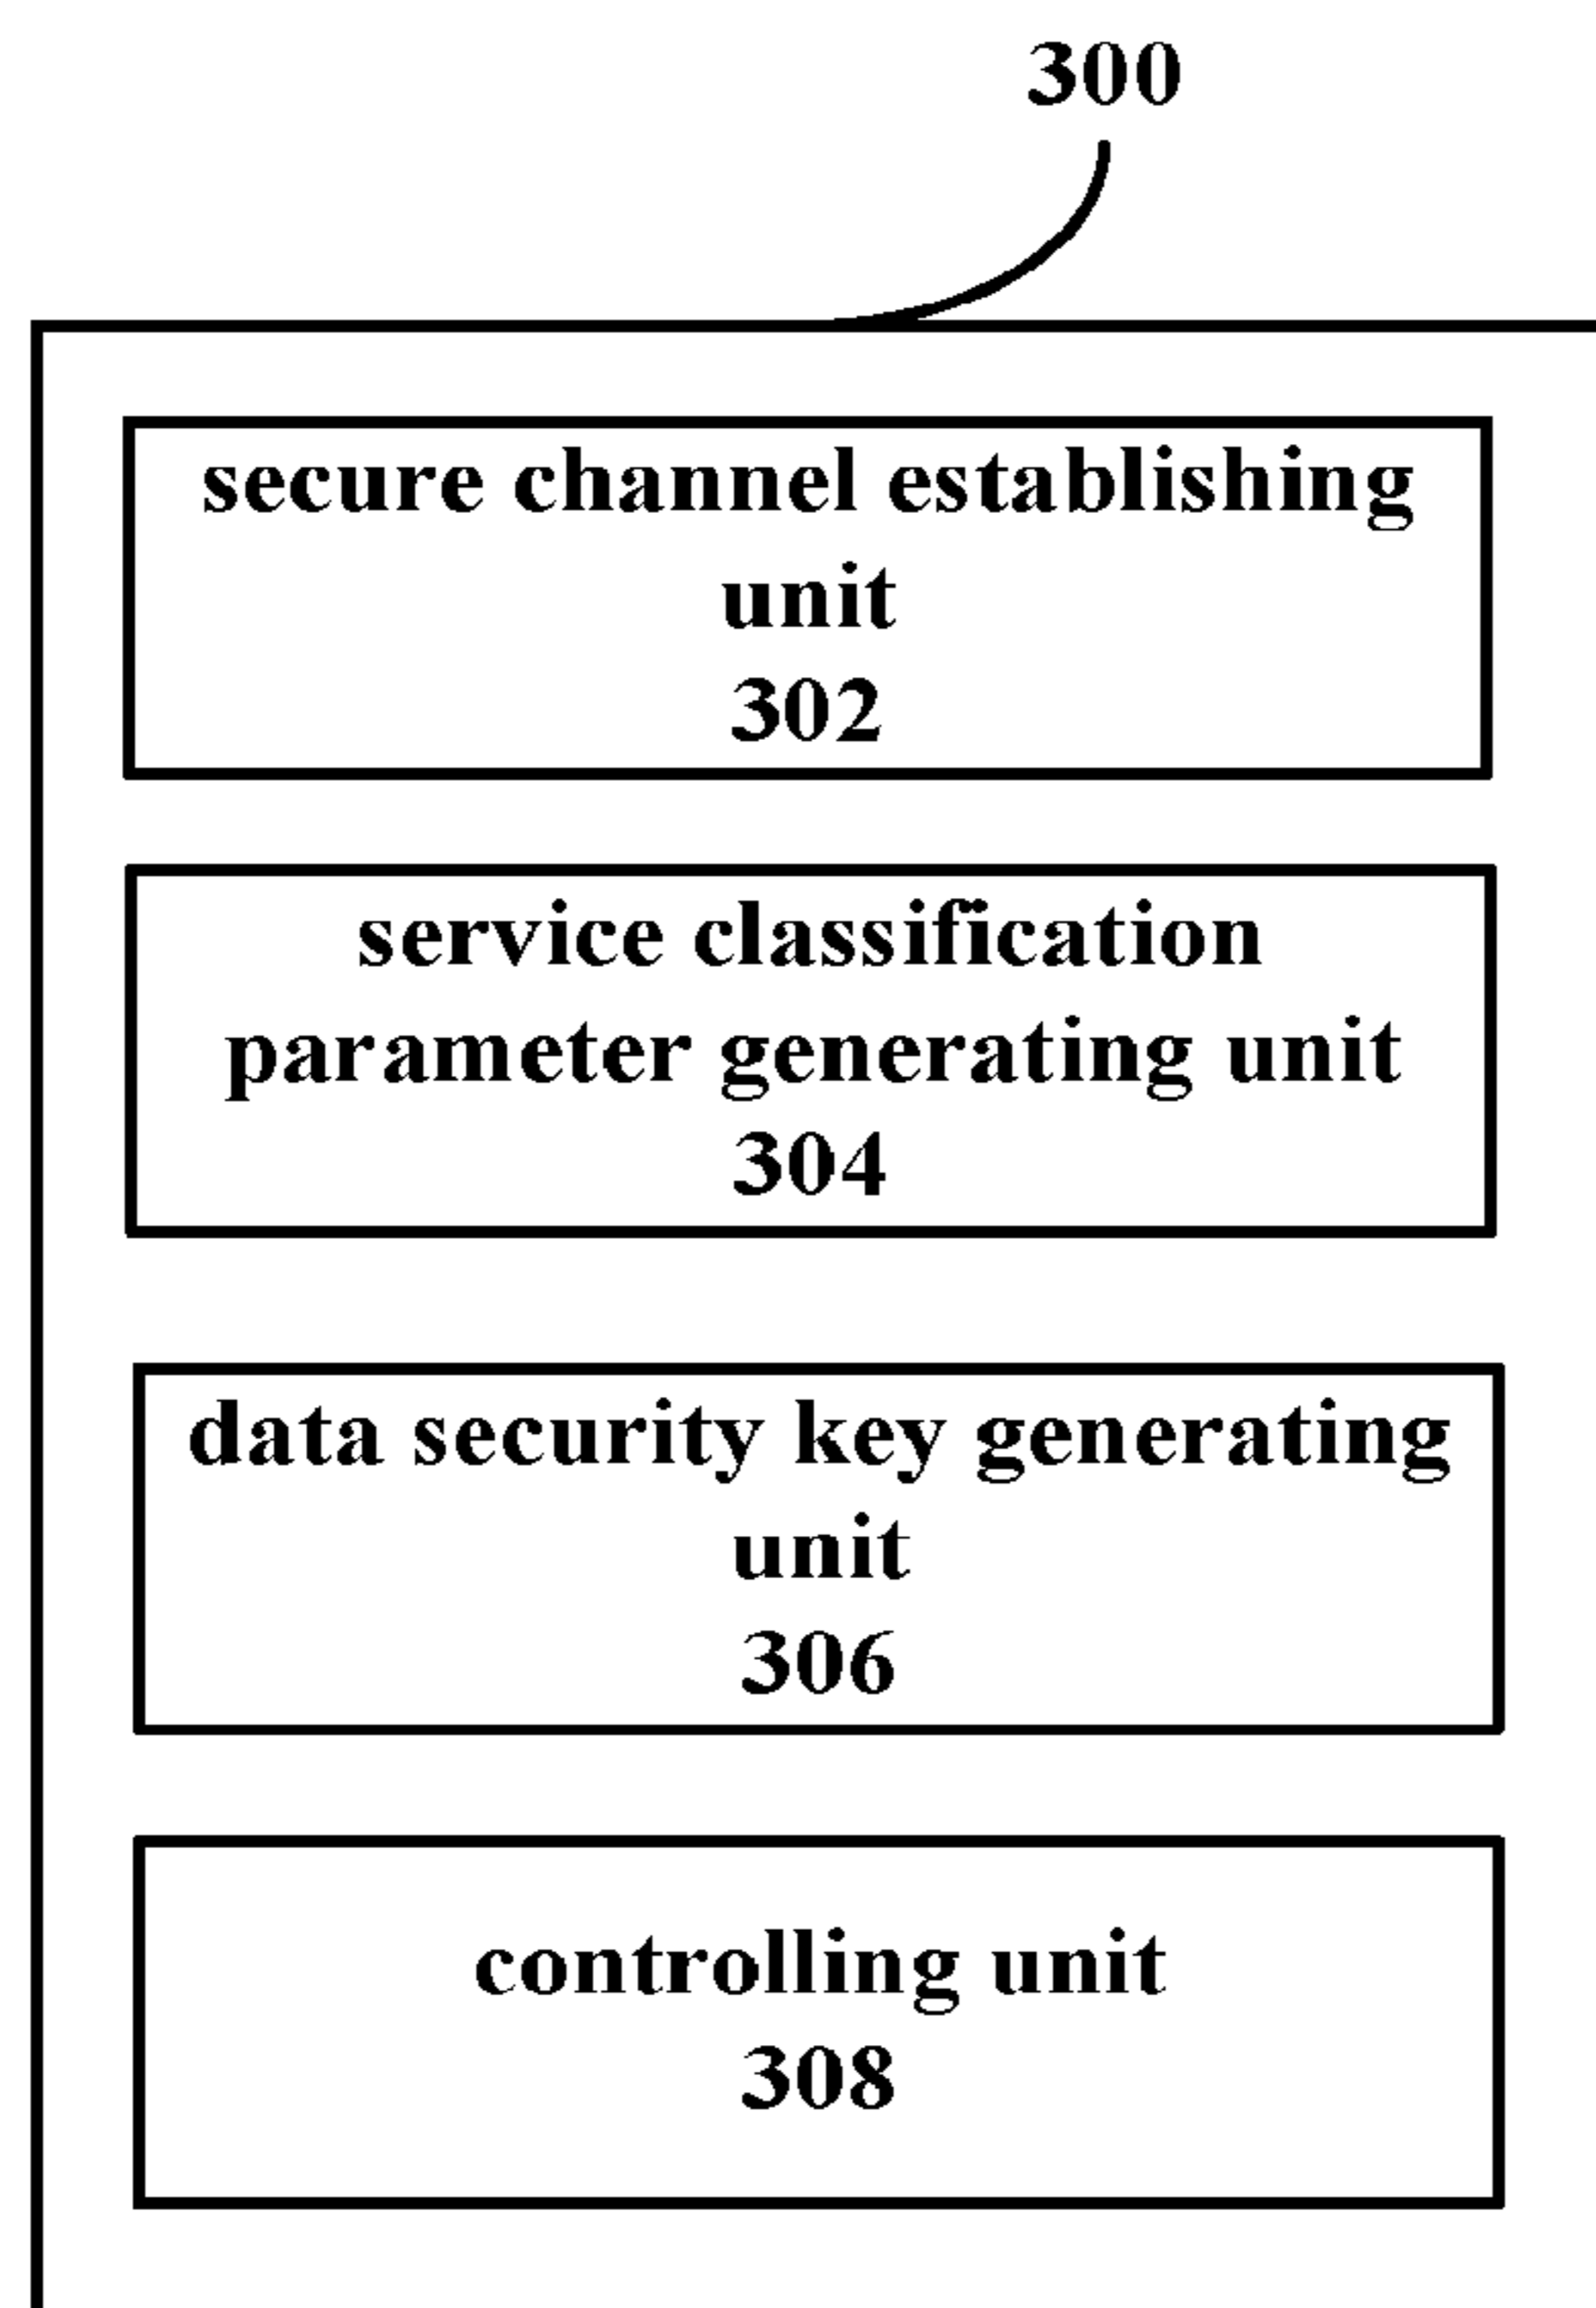 300
secure channel establishing
unit
302
service classification
parameter generating unit
304
data security key generating
unit
306
controlling unit
308